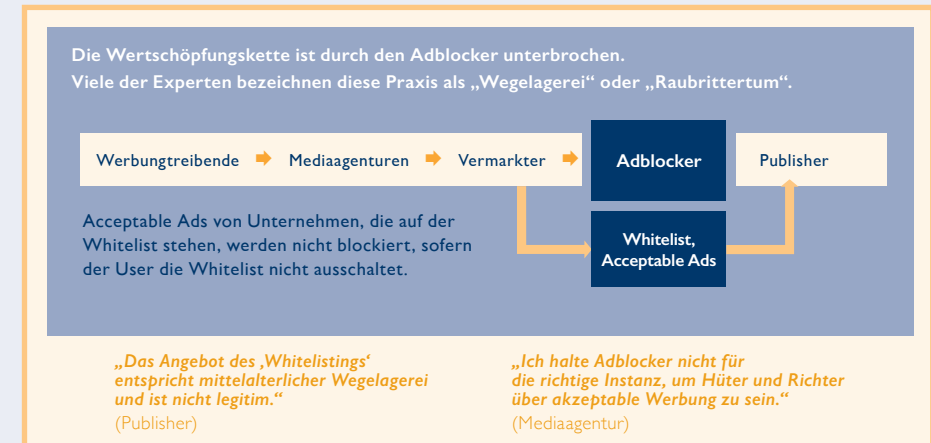 Die Wertschöpfungskette ist durch den Adblocker unterbrochen.
Viele der Experten bezeichnen diese Praxis als „Wegelagerei“ oder „Raubrittertum“.
Werbungtreibende → Mediaagenturen → Vermarkter → Adblocker Publisher
Acceptable Ads von Unternehmen, die auf der
Whitelist stehen, werden nicht blockiert, sofern
der User die Whitelist nicht ausschaltet.
Whitelist,
Acceptable Ads
„Das Angebot des ‚Whitelistings‘
entspricht mittelalterlicher Wegelagerei
und ist nicht legitim.“
(Publisher)
„Ich halte Adblocker nicht für
die richtige Instanz, um Hüter und Richter
über akzeptable Werbung zu sein.“
(Mediaagentur)